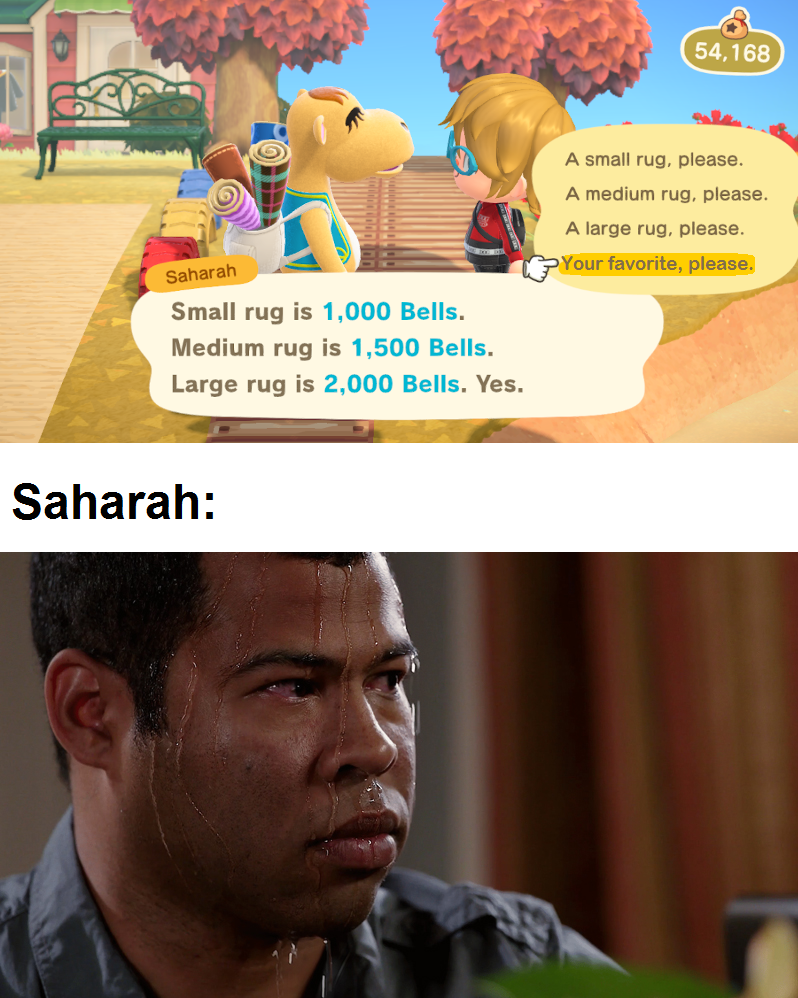 54,168
A small rug, please.
A medium rug, please.
A large rug, please.
Your favorite, please.
Saharah
Small rug is 1,000 Bells.
Medium rug is 1,500 Bells.
Large rug is 2,000 Bells. Yes.
Saharah: